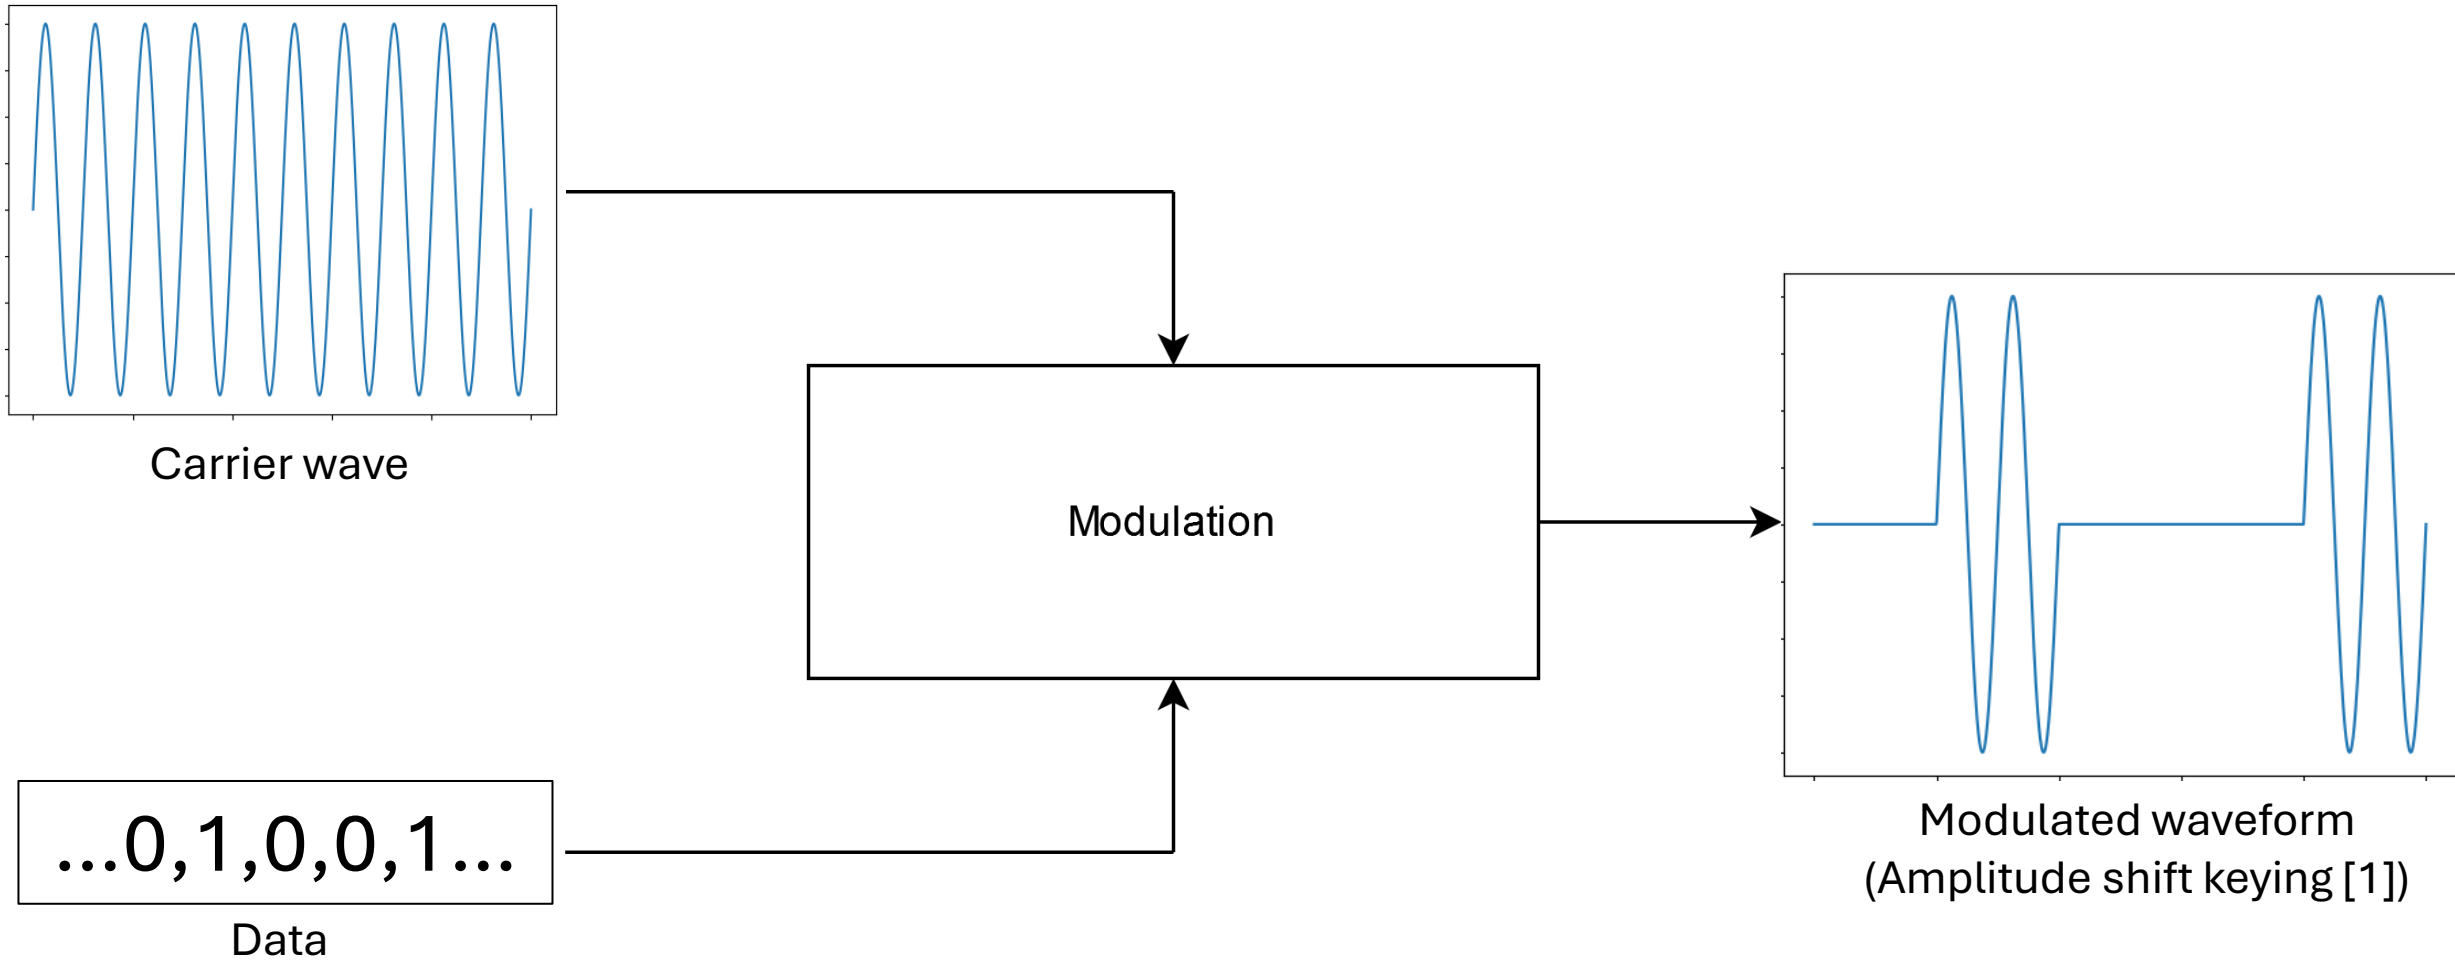 Carrier wave
Modulation
...0,1,0,0,1...
Data
Modulated waveform
(Amplitude shift keying [1])